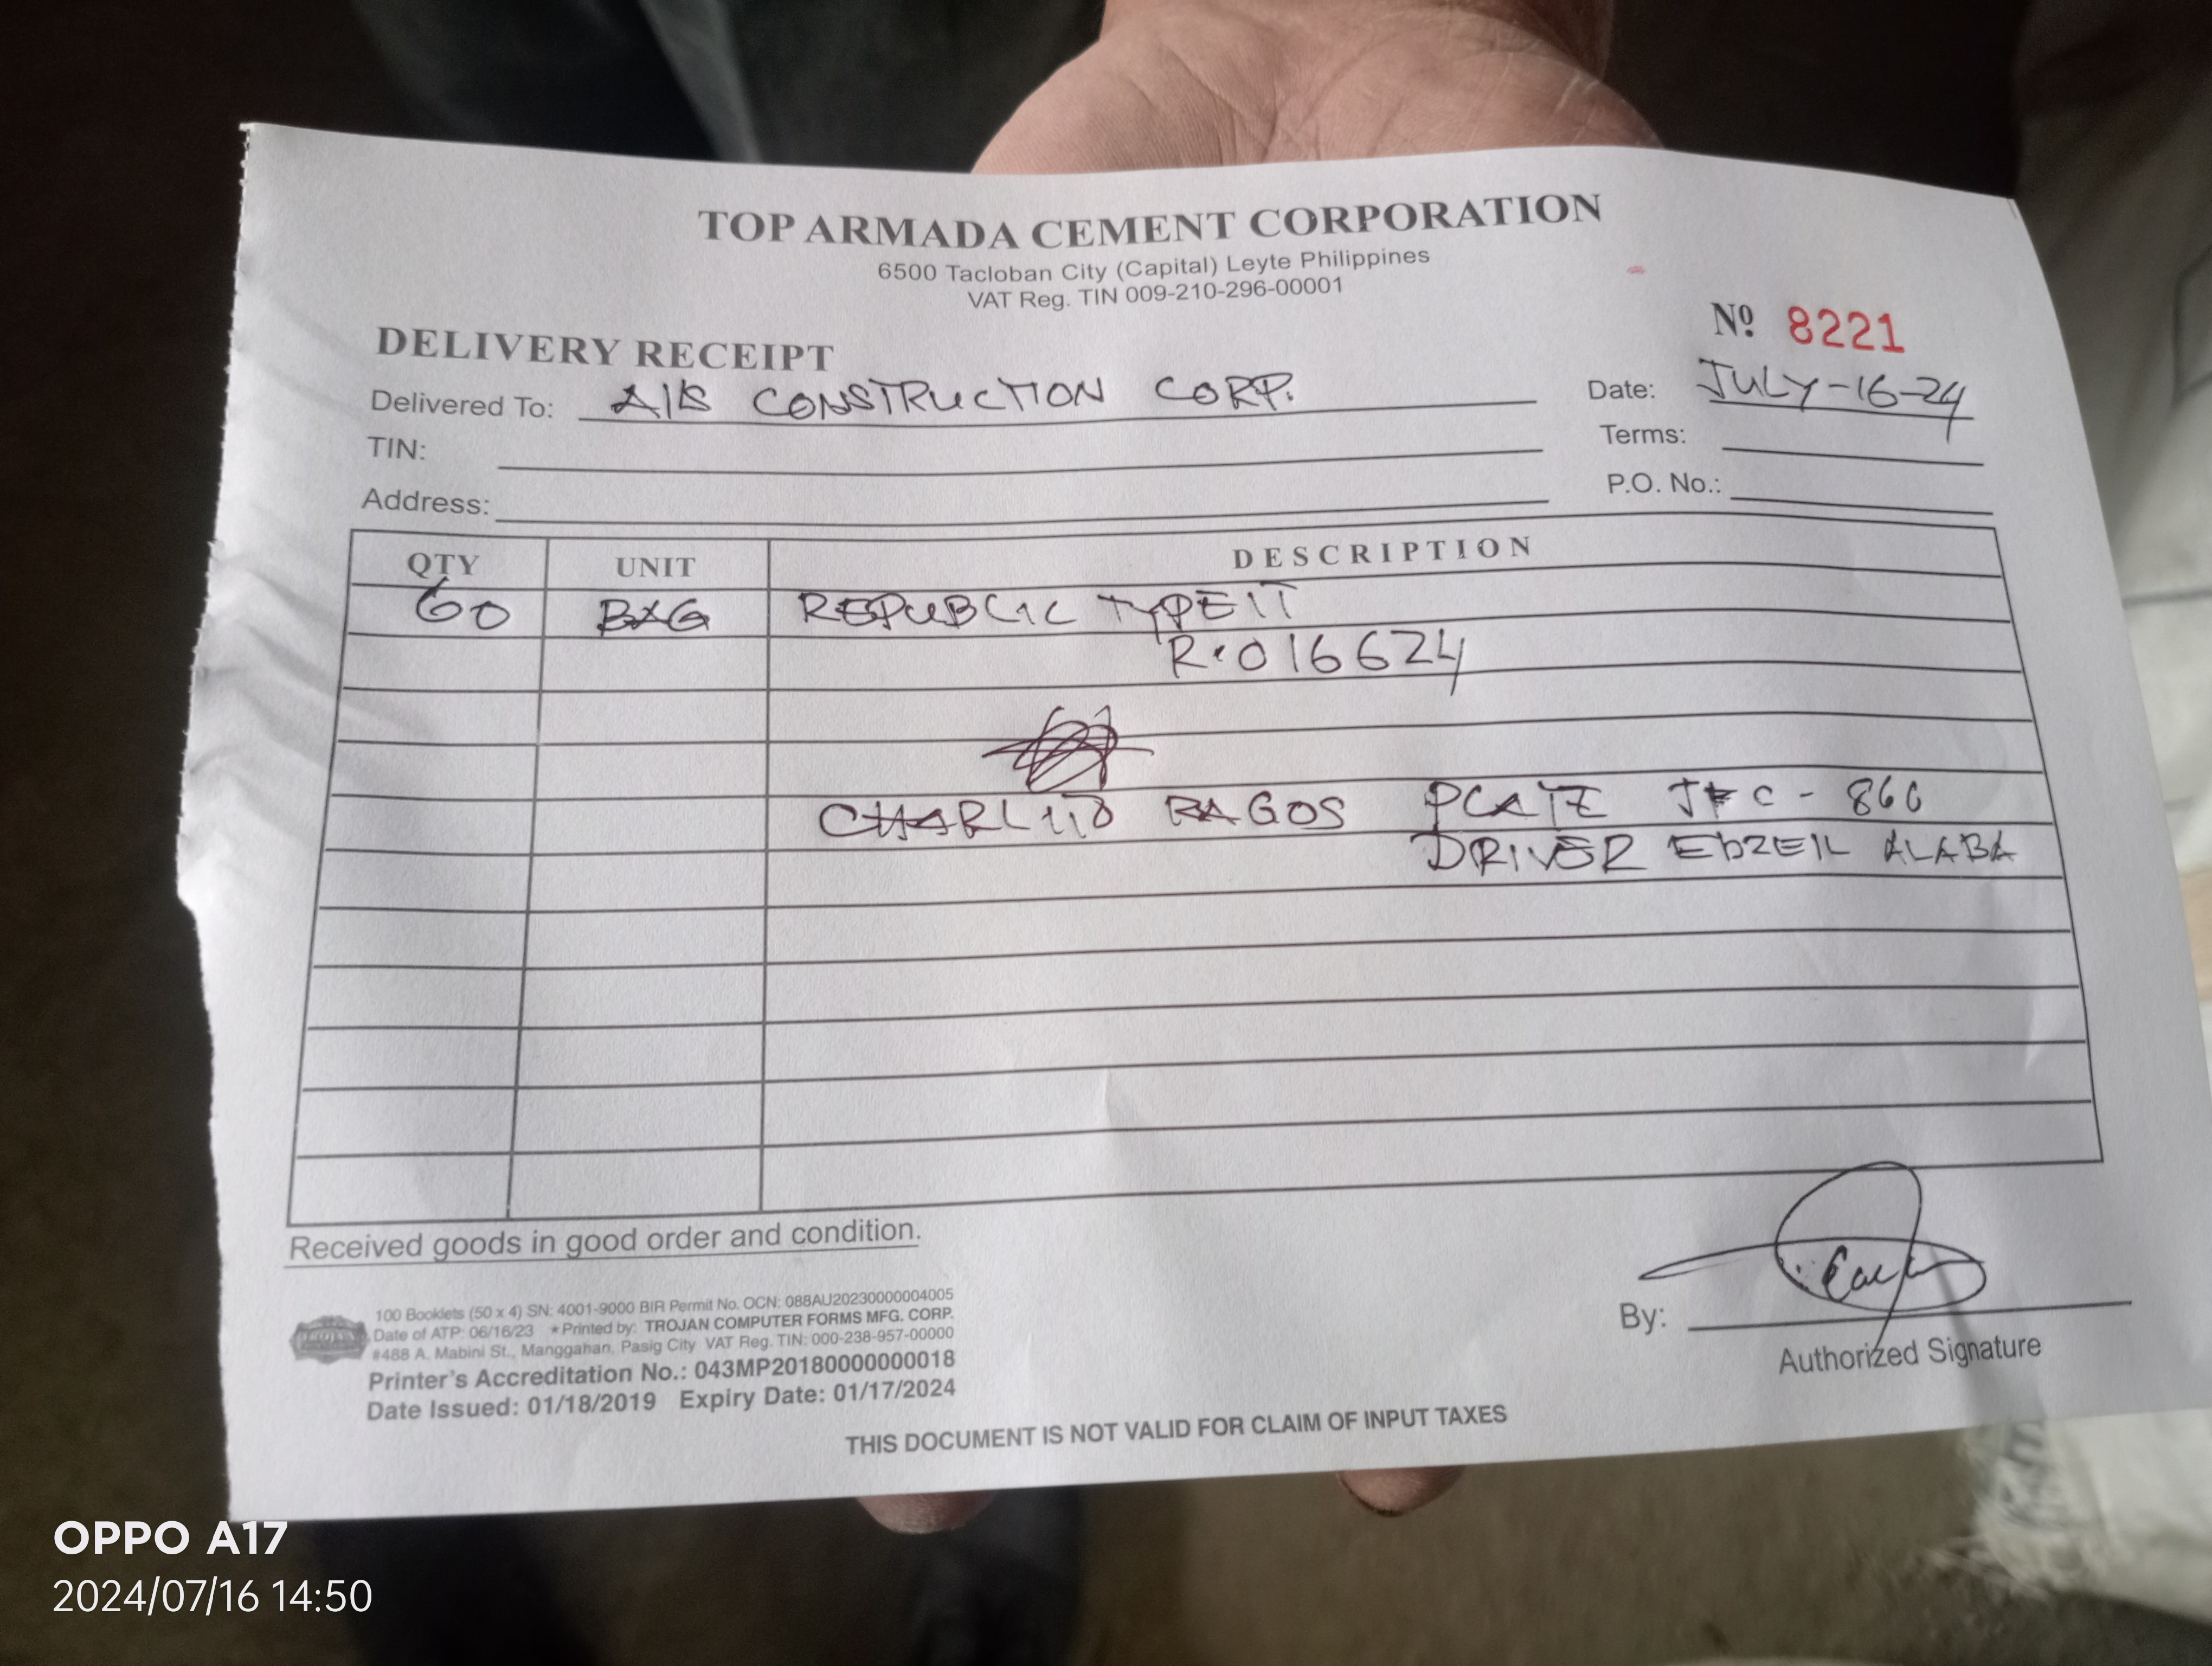 TOP ARMADA CEMENT CORPORATION
6500 Tacloban City (Capital) Leyte Philippines
VAT Reg. TIN 009-210-296-00001
Nº 8221
DELIVERY RECEIPT
Delivered To: CONSTRUCTION CORP.
Date: JULY-16-24
TIN:
Terms:
Address:
P.O. No.:
QTY UNIT DESCRIPTION
60 BAG REPUBLIC TYPE 1T
R.016624
BAGOS PLATE - 860
DRIVER EbZEIL ALABA
Received goods in good order and condition.
100 Booklets (50 x 4) SN: 4001-9000 BIR Permit No. OCN: 088AU20230000004005
Date of ATP: 06/16/23 ★Printed by: TROJAN COMPUTER FORMS MFG. CORP.
#488 A. Mabini St., Manggahan, Pasig City VAT Reg. TIN: 000-238-957-00000
Printer's Accreditation No.: 043MP20180000000018
Date Issued: 01/18/2019 Expiry Date: 01/17/2024
By:
Authorized Signature
THIS DOCUMENT IS NOT VALID FOR CLAIM OF INPUT TAXES
OPPO A17
2024/07/16 14:50